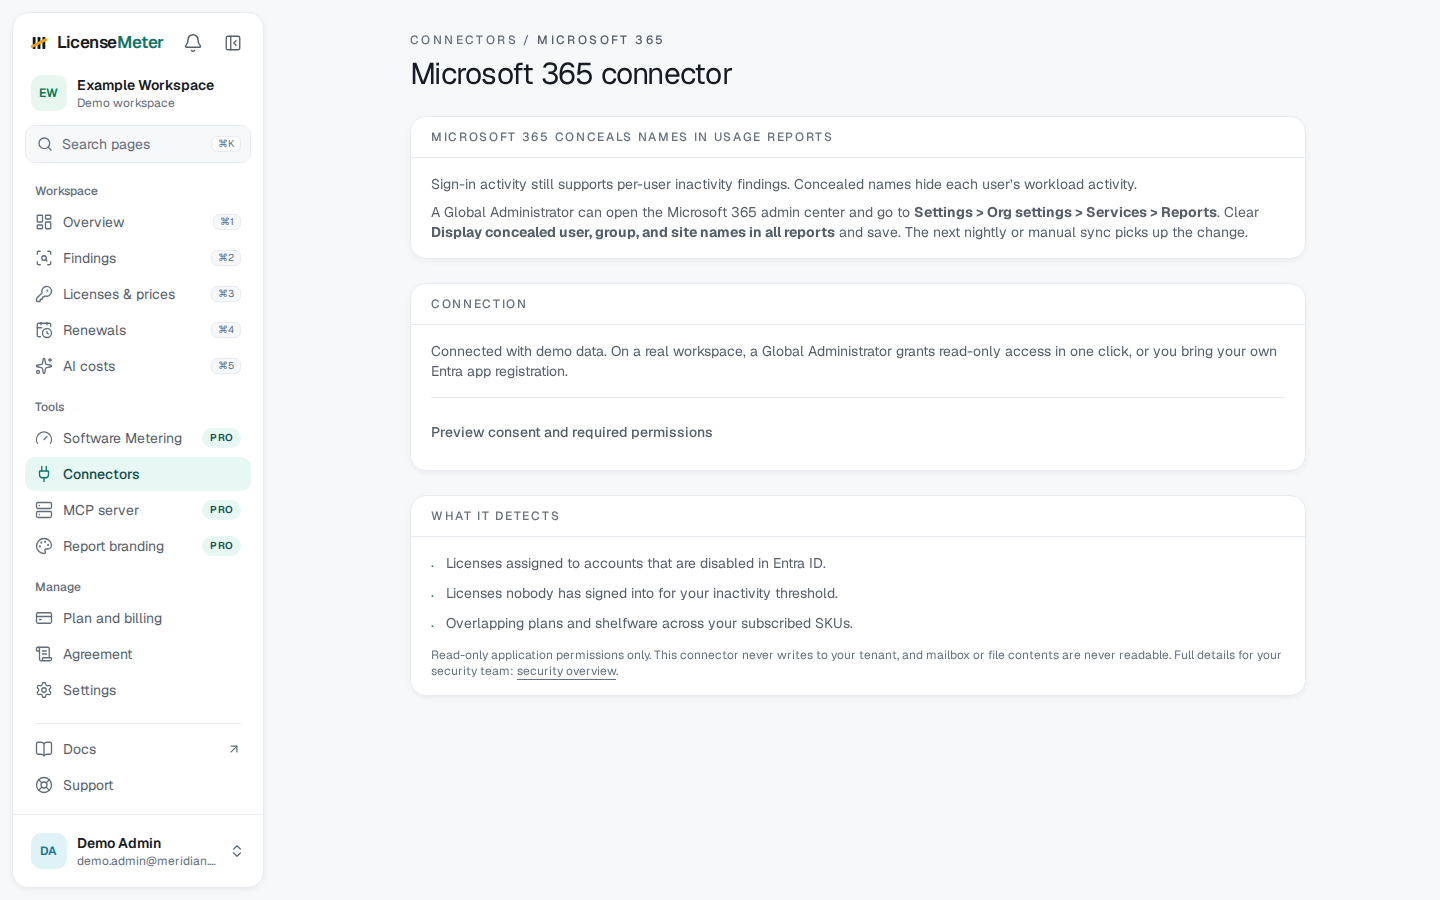 LicenseMeter
EW
Example Workspace
Demo workspace
Search pages
⌘K
Workspace
Overview
⌘1
Findings
⌘2
Licenses & prices
⌘3
Renewals
⌘4
AI costs
⌘5
Tools
Software Metering
PRO
Connectors
MCP server
PRO
Report branding
PRO
Manage
Plan and billing
Agreement
Settings
Docs
Support
DA
Demo Admin
demo.admin@meridian....
CONNECTORS / MICROSOFT 365
Microsoft 365 connector
MICROSOFT 365 CONCEALS NAMES IN USAGE REPORTS
Sign-in activity still supports per-user inactivity findings. Concealed names hide each user's workload activity.
A Global Administrator can open the Microsoft 365 admin center and go to Settings > Org settings > Services > Reports. Clear
Display concealed user, group, and site names in all reports and save. The next nightly or manual sync picks up the change.
CONNECTION
Connected with demo data. On a real workspace, a Global Administrator grants read-only access in one click, or you bring your own
Entra app registration.
Preview consent and required permissions
WHAT IT DETECTS
· Licenses assigned to accounts that are disabled in Entra ID.
· Licenses nobody has signed into for your inactivity threshold.
· Overlapping plans and shelfware across your subscribed SKUs.
Read-only application permissions only. This connector never writes to your tenant, and mailbox or file contents are never readable. Full details for your
security team: security overview.